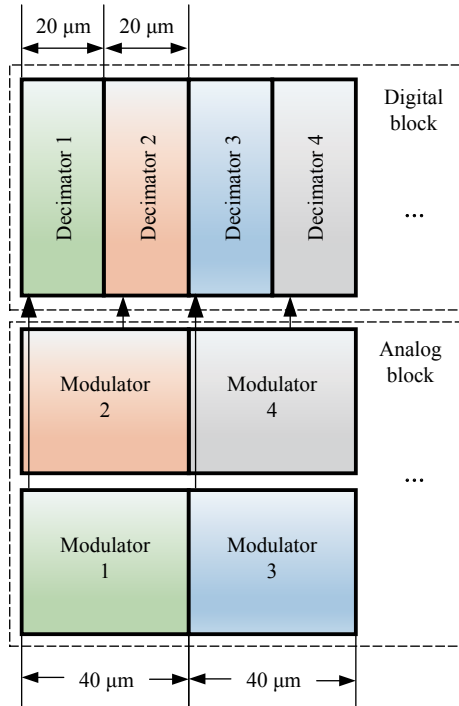 20 μm
20 μm
Decimator 1
Decimator 2
Decimator 3
Decimator 4
Digital
block
...
Analog
block
Modulator
2
Modulator
4
...
Modulator
1
Modulator
3
40 μm
40 μm